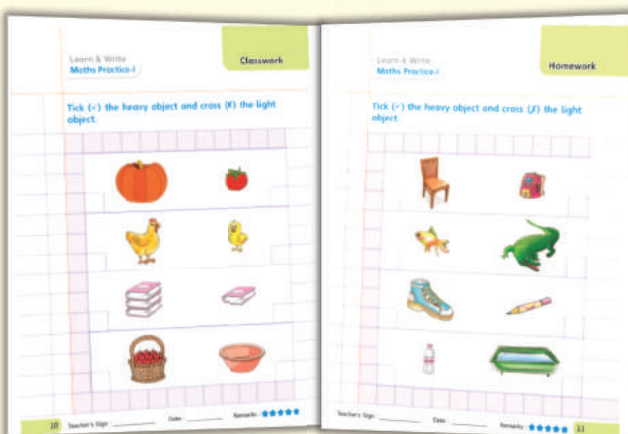 Learn & Write
Maths Practice-1
Classwork
Tick (✓) the heavy object and cross (✗) the light
object.
10
Teacher's Sign
Date
Remarks
Learn & Write
Maths Practice-1
Homework
Tick (✓) the heavy object and cross (✗) the light
object.
Teacher's Sign
Date
Remarks
11